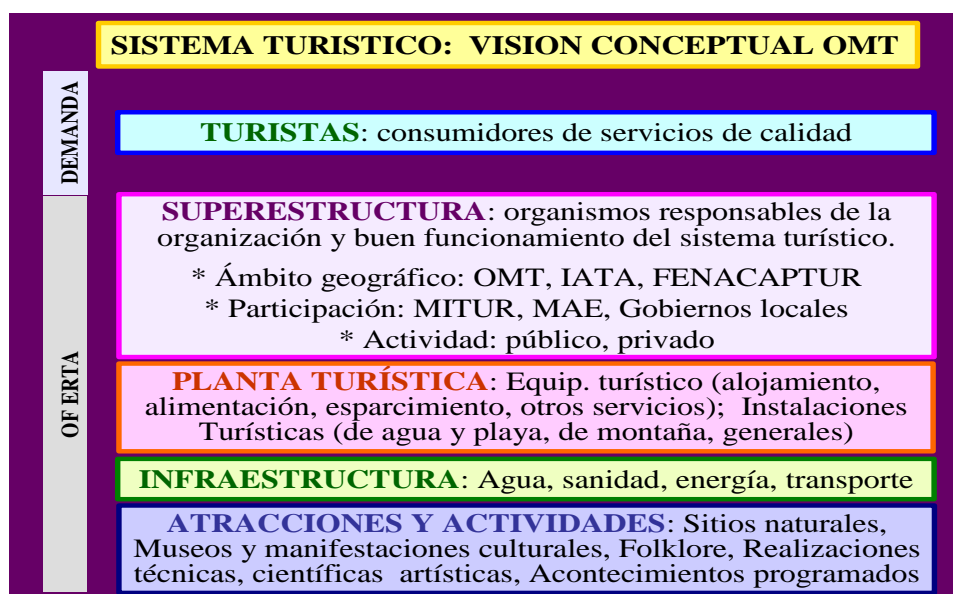 SISTEMA TURISTICO: VISION CONCEPTUAL OMT
DEMANDA
TURISTAS: consumidores de servicios de calidad
OF ERTA
SUPERESTRUCTURA: organismos responsables de la
organización y buen funcionamiento del sistema turístico.
* Ámbito geográfico: OMT, IATA, FENACAPTUR
* Participación: MITUR, MAE, Gobiernos locales
* Actividad: público, privado
PLANTA TURÍSTICA: Equip. turístico (alojamiento,
alimentación, esparcimiento, otros servicios); Instalaciones
Turísticas (de agua y playa, de montaña, generales)
INFRAESTRUCTURA: Agua, sanidad, energía, transporte
ATRACCIONES Y ACTIVIDADES: Sitios naturales,
Museos y manifestaciones culturales, Folklore, Realizaciones
técnicas, científicas artísticas, Acontecimientos programados